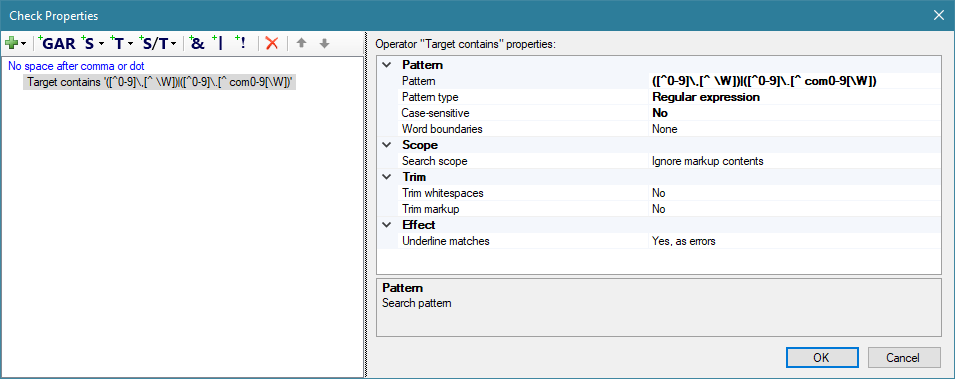 Check Properties
GAR S T S/T & | !
No space after comma or dot
Target contains '([^0-9]\,[^ \W])|([^0-9]\.[^ com0-9[\W])'
Operator "Target contains" properties:
Pattern
Pattern ([^0-9]\,[^ \W])|([^0-9]\.[^ com0-9[\W])
Pattern type Regular expression
Case-sensitive No
Word boundaries None
Scope
Search scope Ignore markup contents
Trim
Trim whitespaces No
Trim markup No
Effect
Underline matches Yes, as errors
Pattern
Search pattern
OK Cancel